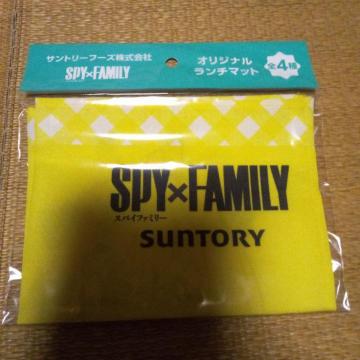 サントリーフーズ株式会社
SPY×FAMILY
オリジナル
ランチマット
全4種
SPY×FAMILY
スパイファミリー
SUNTORY